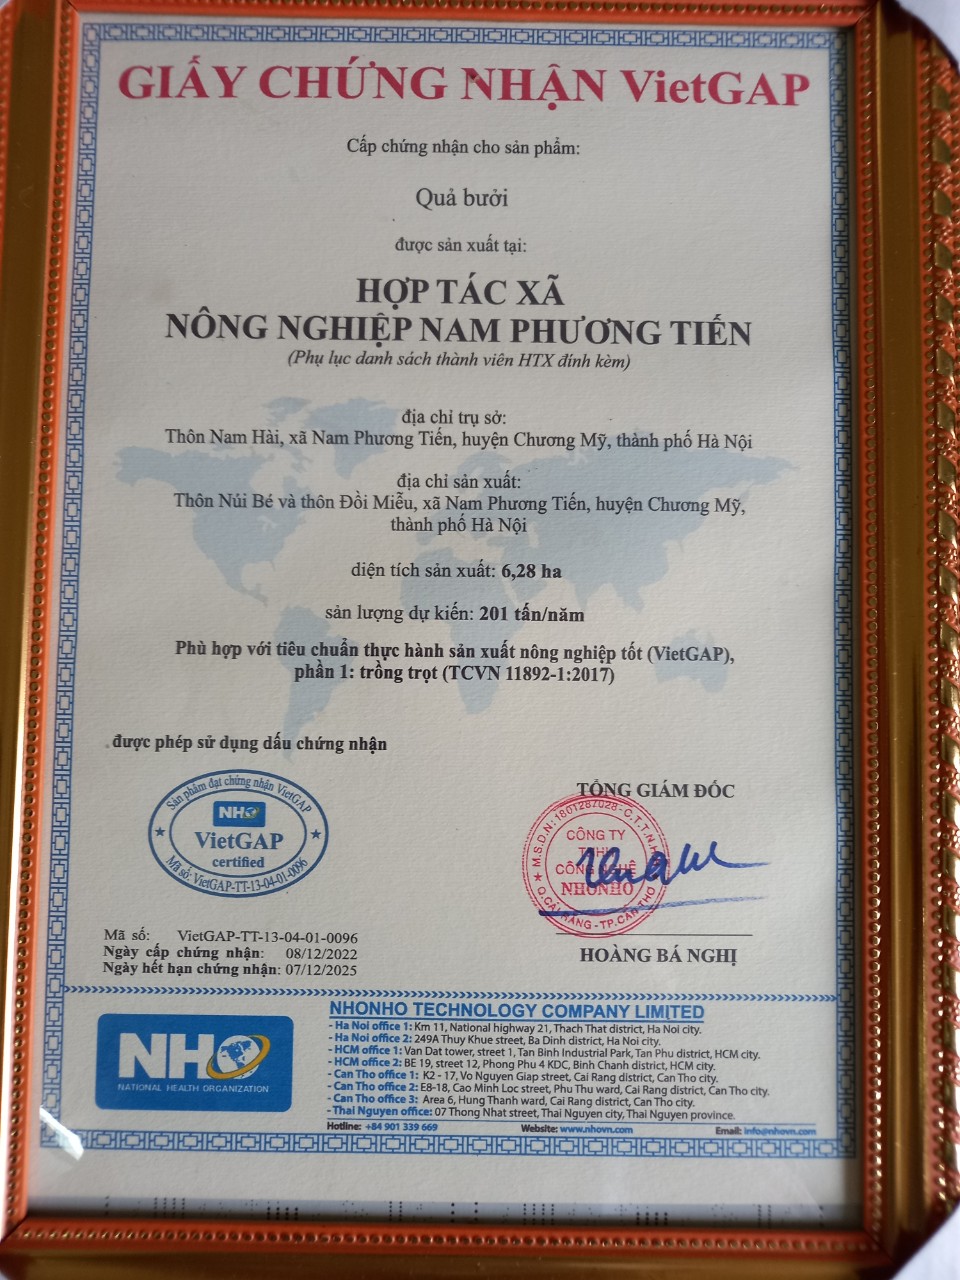 GIẤY CHỨNG NHẬN VietGAP
Cấp chứng nhận cho sản phẩm:
Quả bưởi
được sản xuất tại:
HỢP TÁC XÃ
NÔNG NGHIỆP NAM PHƯƠNG TIẾN
(Phụ lục danh sách thành viên HTX đính kèm)
địa chỉ trụ sở:
Thôn Nam Hài, xã Nam Phương Tiến, huyện Chương Mỹ, thành phố Hà Nội
địa chỉ sản xuất:
Thôn Núi Bé và thôn Đồi Miễu, xã Nam Phương Tiến, huyện Chương Mỹ,
thành phố Hà Nội
diện tích sản xuất: 6,28 ha
sản lượng dự kiến: 201 tấn/năm
Phù hợp với tiêu chuẩn thực hành sản xuất nông nghiệp tốt (VietGAP),
phần 1: trồng trọt (TCVN 11892-1:2017)
được phép sử dụng dấu chứng nhận
Sản phẩm đạt chứng nhận VietGAP
NHO
VietGAP
certified
Mã số: VietGAP-TT-13-04-01-0096
TỔNG GIÁM ĐỐC
M.S.D.N: 1801287028-C.T.T.N.H.H
CÔNG TY
TNHH
CÔNG NGHỆ
NHONHO
Q.CÁI RĂNG-TP.CẦN THƠ
HOÀNG BÁ NGHỊ
Mã số: VietGAP-TT-13-04-01-0096
Ngày cấp chứng nhận: 08/12/2022
Ngày hết hạn chứng nhận: 07/12/2025
NHO
NATIONAL HEALTH ORGANIZATION
NHONHO TECHNOLOGY COMPANY LIMITED
- Ha Noi office 1: Km 11, National highway 21, Thach That district, Ha Noi city.
- Ha Noi office 2: 249A Thuy Khue street, Ba Dinh district, Ha Noi city.
- HCM office 1: Van Dat tower, street 1, Tan Binh Industrial Park, Tan Phu district, HCM city.
- HCM office 2: BE 19, street 12, Phong Phu 4 KDC, Binh Chanh district, HCM city.
- Can Tho office 1: K2 - 17, Vo Nguyen Giap street, Cai Rang district, Can Tho city.
- Can Tho office 2: E8-18, Cao Minh Loc street, Phu Thu ward, Cai Rang district, Can Tho city.
- Can Tho office 3: Area 6, Hung Thanh ward, Cai Rang district, Can Tho city.
- Thai Nguyen office: 07 Thong Nhat street, Thai Nguyen city, Thai Nguyen province.
Hotline: +84 901 339 669 Website: www.nhovn.com Email: info@nhovn.com